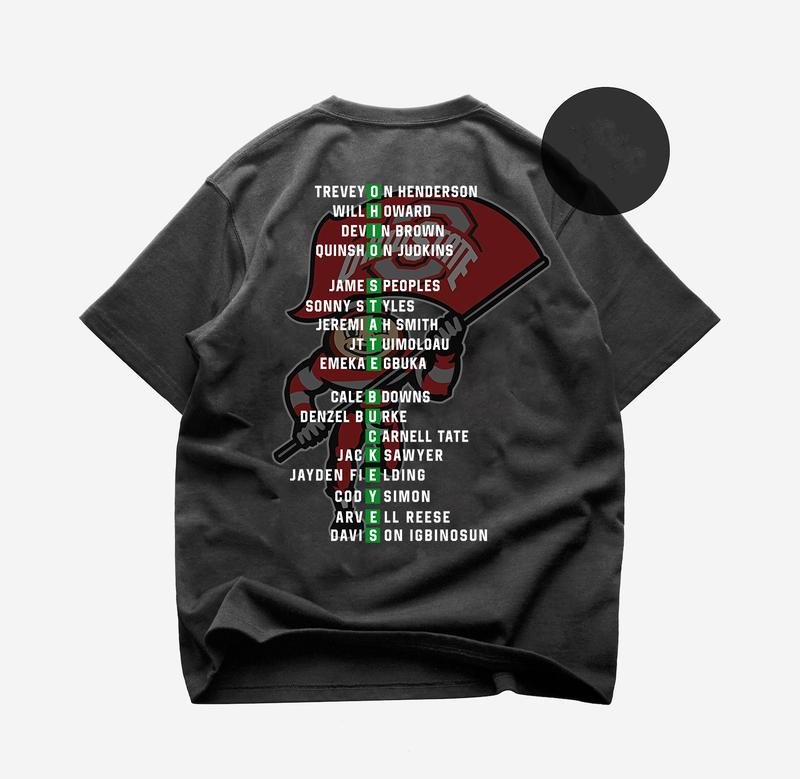 TREVEYON HENDERSON
WILL HOWARD
DEVIN BROWN
QUINSHON JUDKINS
JAMES PEOPLES
SONNY STYLES
JEREMIAH SMITH
JT TUIMOLOAU
EMEKA EGBUKA
CALEB DOWNS
DENZEL BURKE
CARNELL TATE
JACK SAWYER
JAYDEN FIELDING
CODY SIMON
ARVELL REESE
DAVISON IGBINOSUN